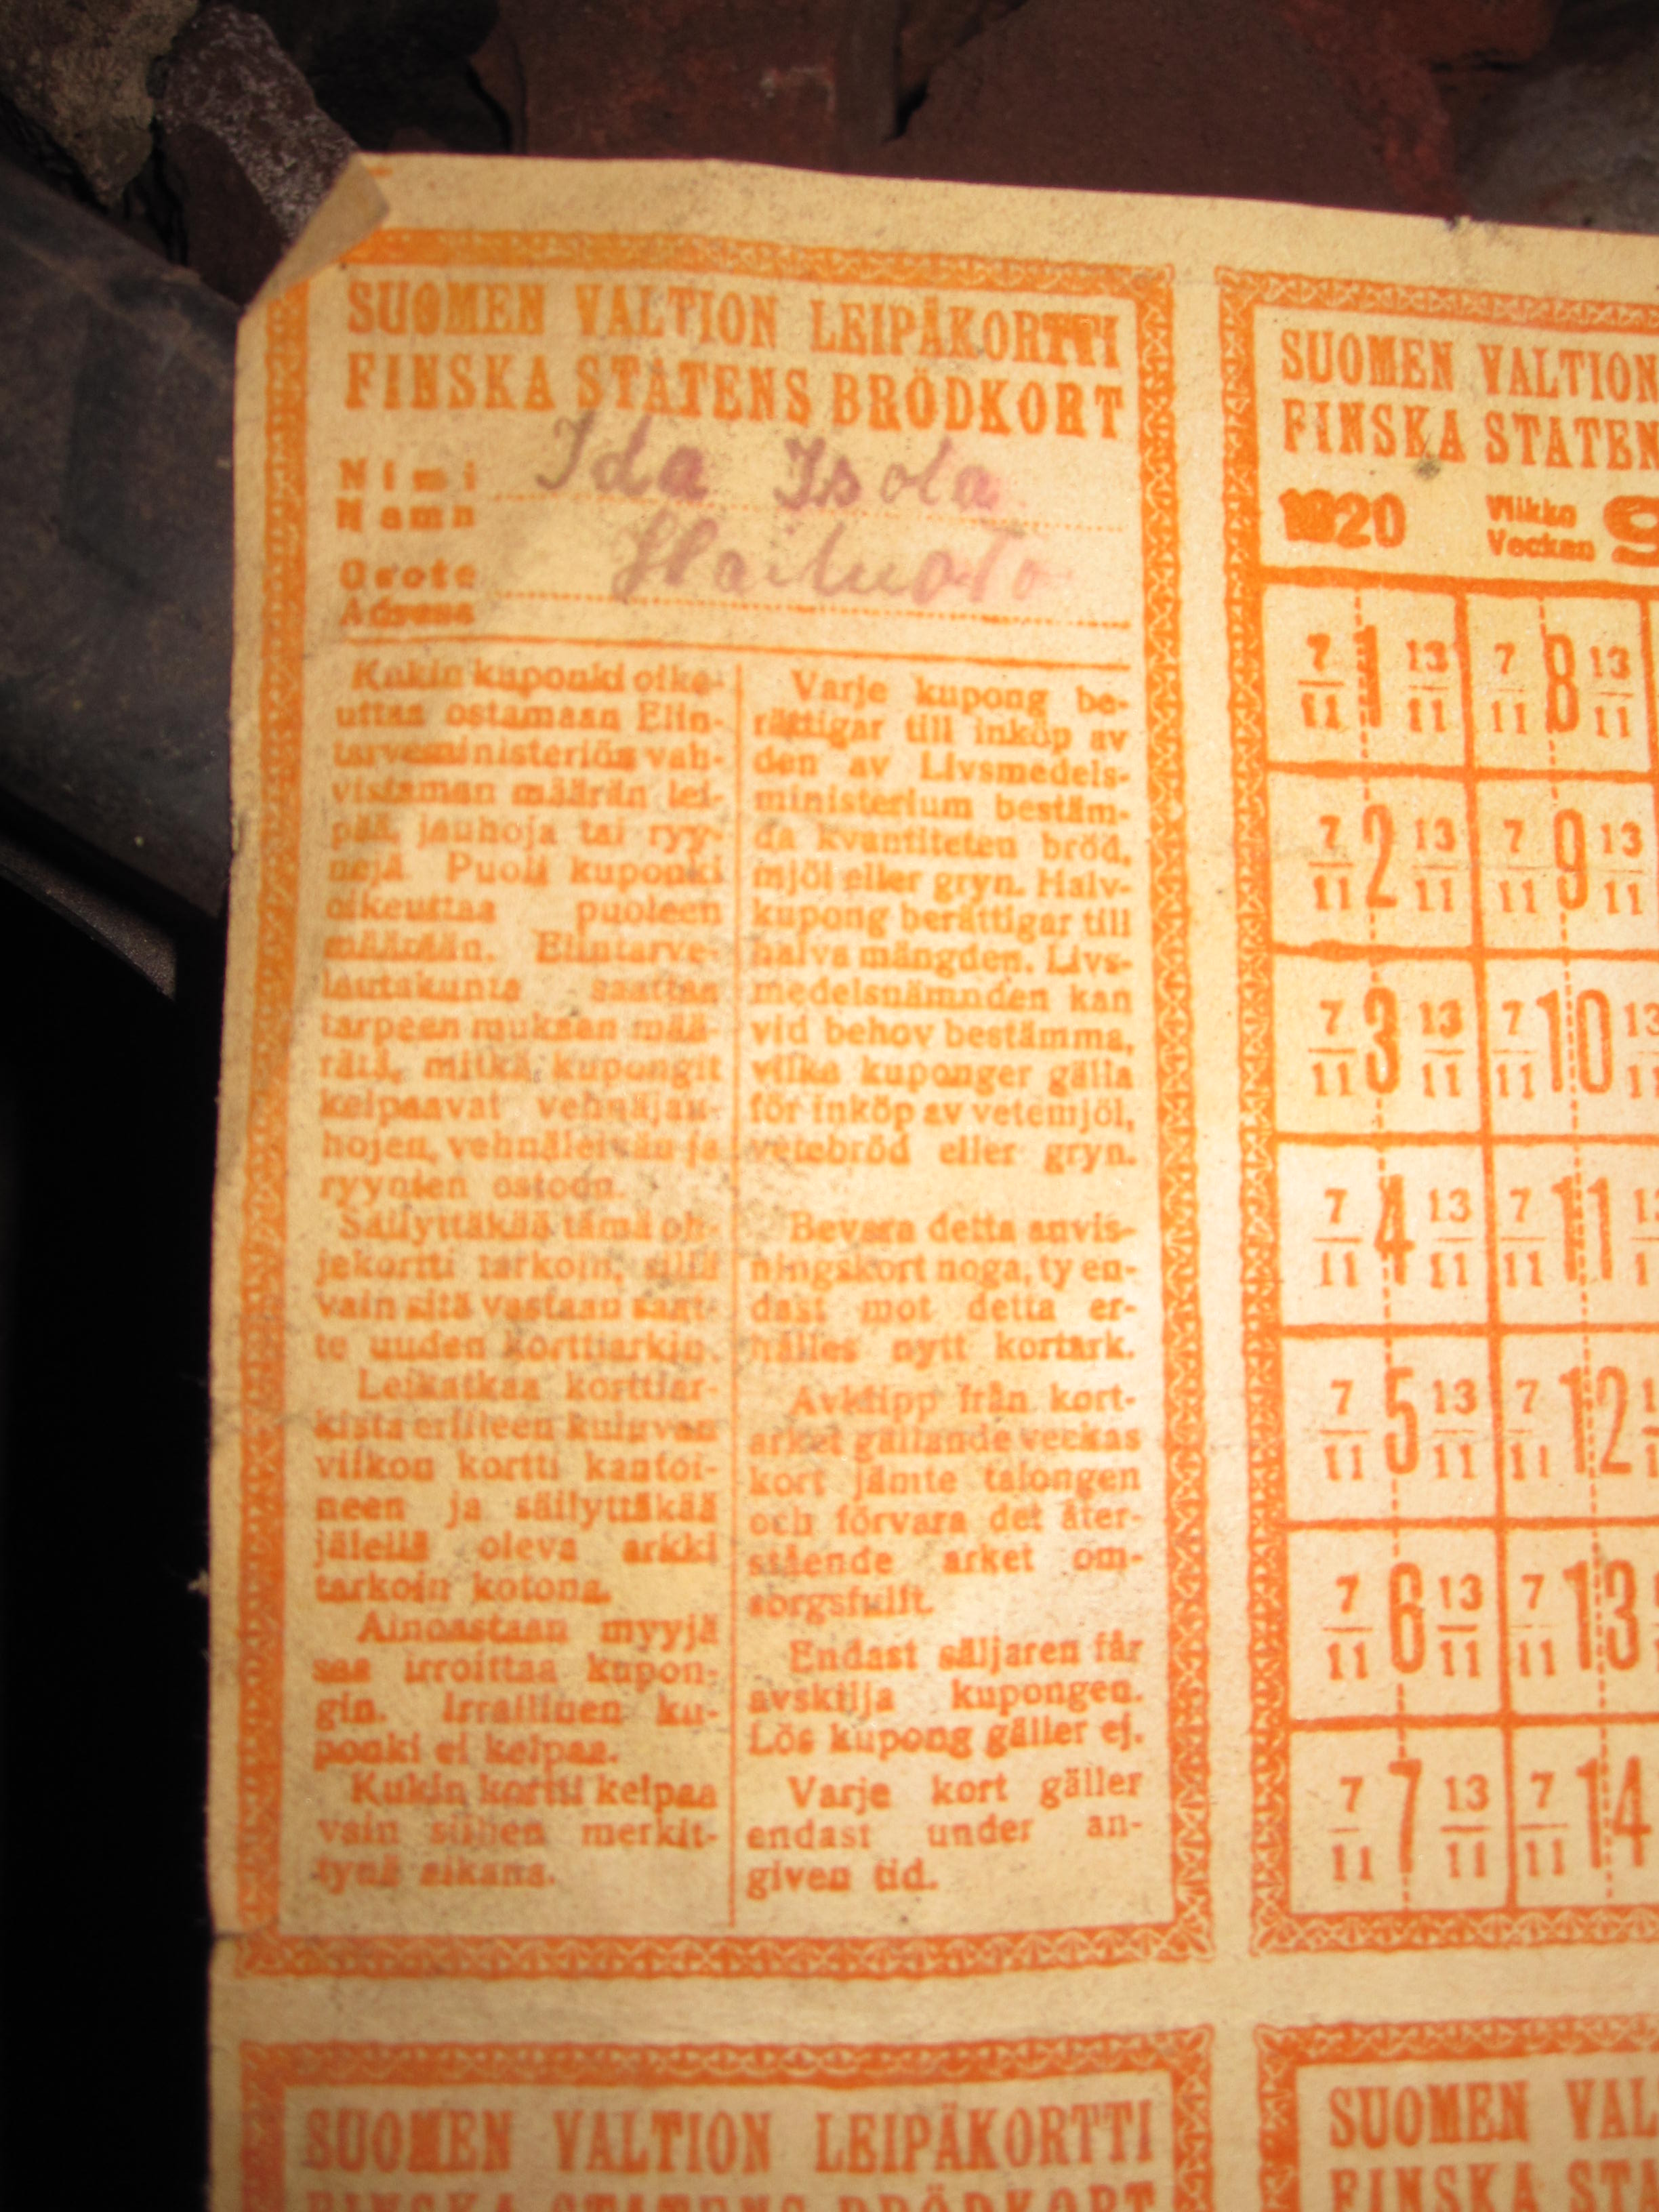 SUOMEN VALTION LEIPÄKORTTI
FINSKA STATENS BRÖDKORT
Nimi Ida Isola
Namn
Osote Hailuoto
Adress
Kukin kuponki oike-
uttaa ostamaan Elin-
tarveministeriön vah-
vistaman määrän lei-
pää, jauhoja tai ryy-
nejä. Puoli kuponki
oikeuttaa puoleen
määrään. Elintarve-
lautakunta saattaa
tarpeen mukaan mää-
rätä, mitkä kupongit
kelpaavat vehnäjau-
hojen, vehnäleivän ja
ryynien ostoon.
Säilyttäkää tämä oh-
jekortti tarkoin, sillä
vain sitä vastaan saat-
te uuden korttiarkin.
Leikatkaa korttiar-
kista erilleen kuluvan
viikon kortti kantoi-
neen ja säilyttäkää
jälellä oleva arkki
tarkoin kotona.
Ainoastaan myyjä
saa irroittaa kupon-
gin. Irrallinen ku-
ponki ei kelpaa.
Kukin kortti kelpaa
vain siihen merkit-
tynä aikana.
Varje kupong be-
rättigar till inköp av
den av Livsmedels-
ministerium bestäm-
da kvantiteten bröd,
mjöl eller gryn. Halv-
kupong berättigar till
halva mängden. Livs-
medelsnämnden kan
vid behov bestämma,
vilka kuponger gälla
för inköp av vetemjöl,
vetebröd eller gryn.
Bevara detta anvis-
ningskort noga, ty en-
dast mot detta er-
hålles nytt kortark.
Avklipp från kort-
arket gällande veckas
kort jämte talongen
och förvara det åter-
stående arket om-
sorgsfullt.
Endast säljaren får
avskilja kupongen.
Lös kupong gäller ej.
Varje kort gäller
endast under an-
given tid.
SUOMEN VALTION
FINSKA STATEN
1920 Viikko 9
Veckan
7/11 1 13/11 7/11 8 13/11
7/11 2 13/11 7/11 9 13/11
7/11 3 13/11 7/11 10 13
7/11 4 13/11 7/11 11
7/11 5 13/11 7/11 12
7/11 6 13/11 7/11 13
7/11 7 13/11 7/11 14
SUOMEN VALTION LEIPÄKORTTI
FINSKA STATENS BRÖDKORT
SUOMEN VAL
FINSKA STA